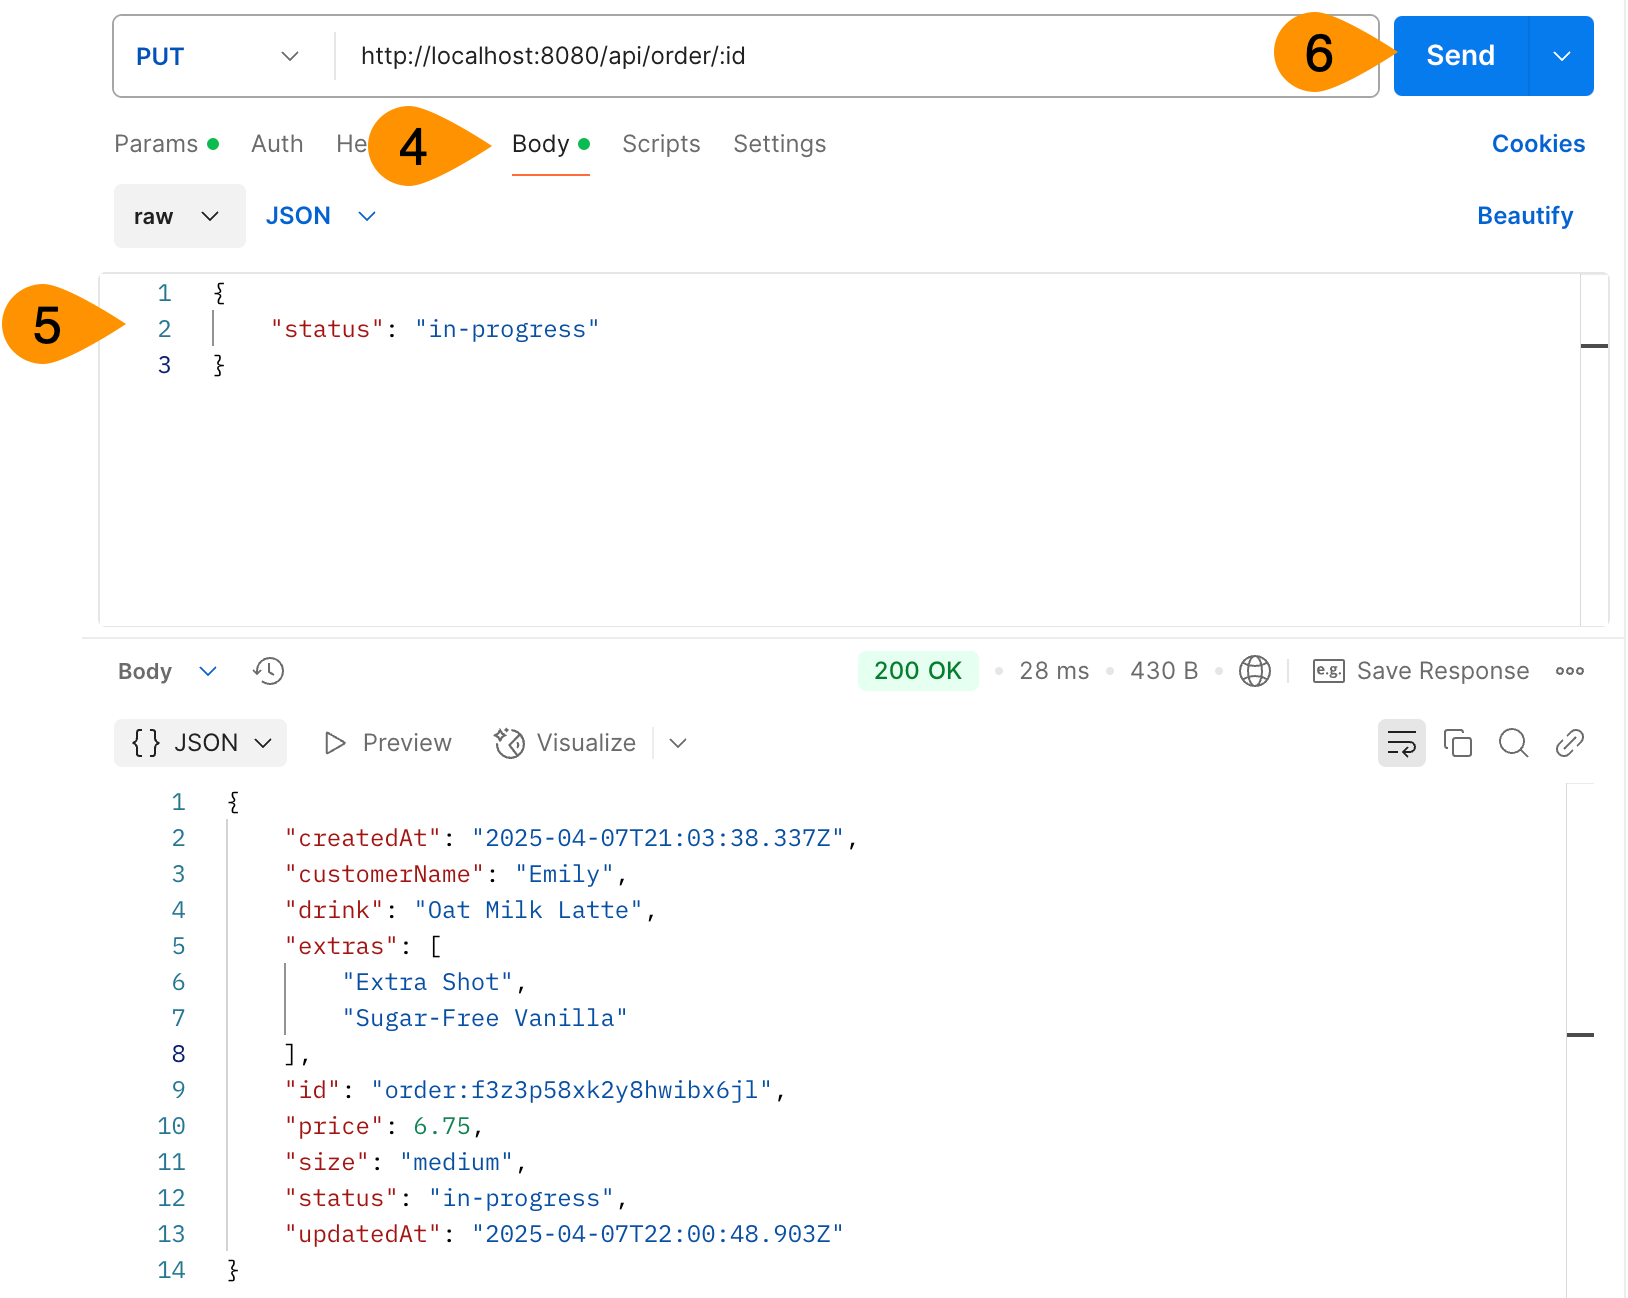 PUT http://localhost:8080/api/order/:id 6 Send
Params Auth He 4 Body Scripts Settings Cookies
raw JSON Beautify
1 {
5 2 "status": "in-progress"
3 }
Body 200 OK 28 ms 430 B e.g. Save Response
{} JSON Preview Visualize
1 {
2 "createdAt": "2025-04-07T21:03:38.337Z",
3 "customerName": "Emily",
4 "drink": "Oat Milk Latte",
5 "extras": [
6 "Extra Shot",
7 "Sugar-Free Vanilla"
8 ],
9 "id": "order:f3z3p58xk2y8hwibx6jl",
10 "price": 6.75,
11 "size": "medium",
12 "status": "in-progress",
13 "updatedAt": "2025-04-07T22:00:48.903Z"
14 }